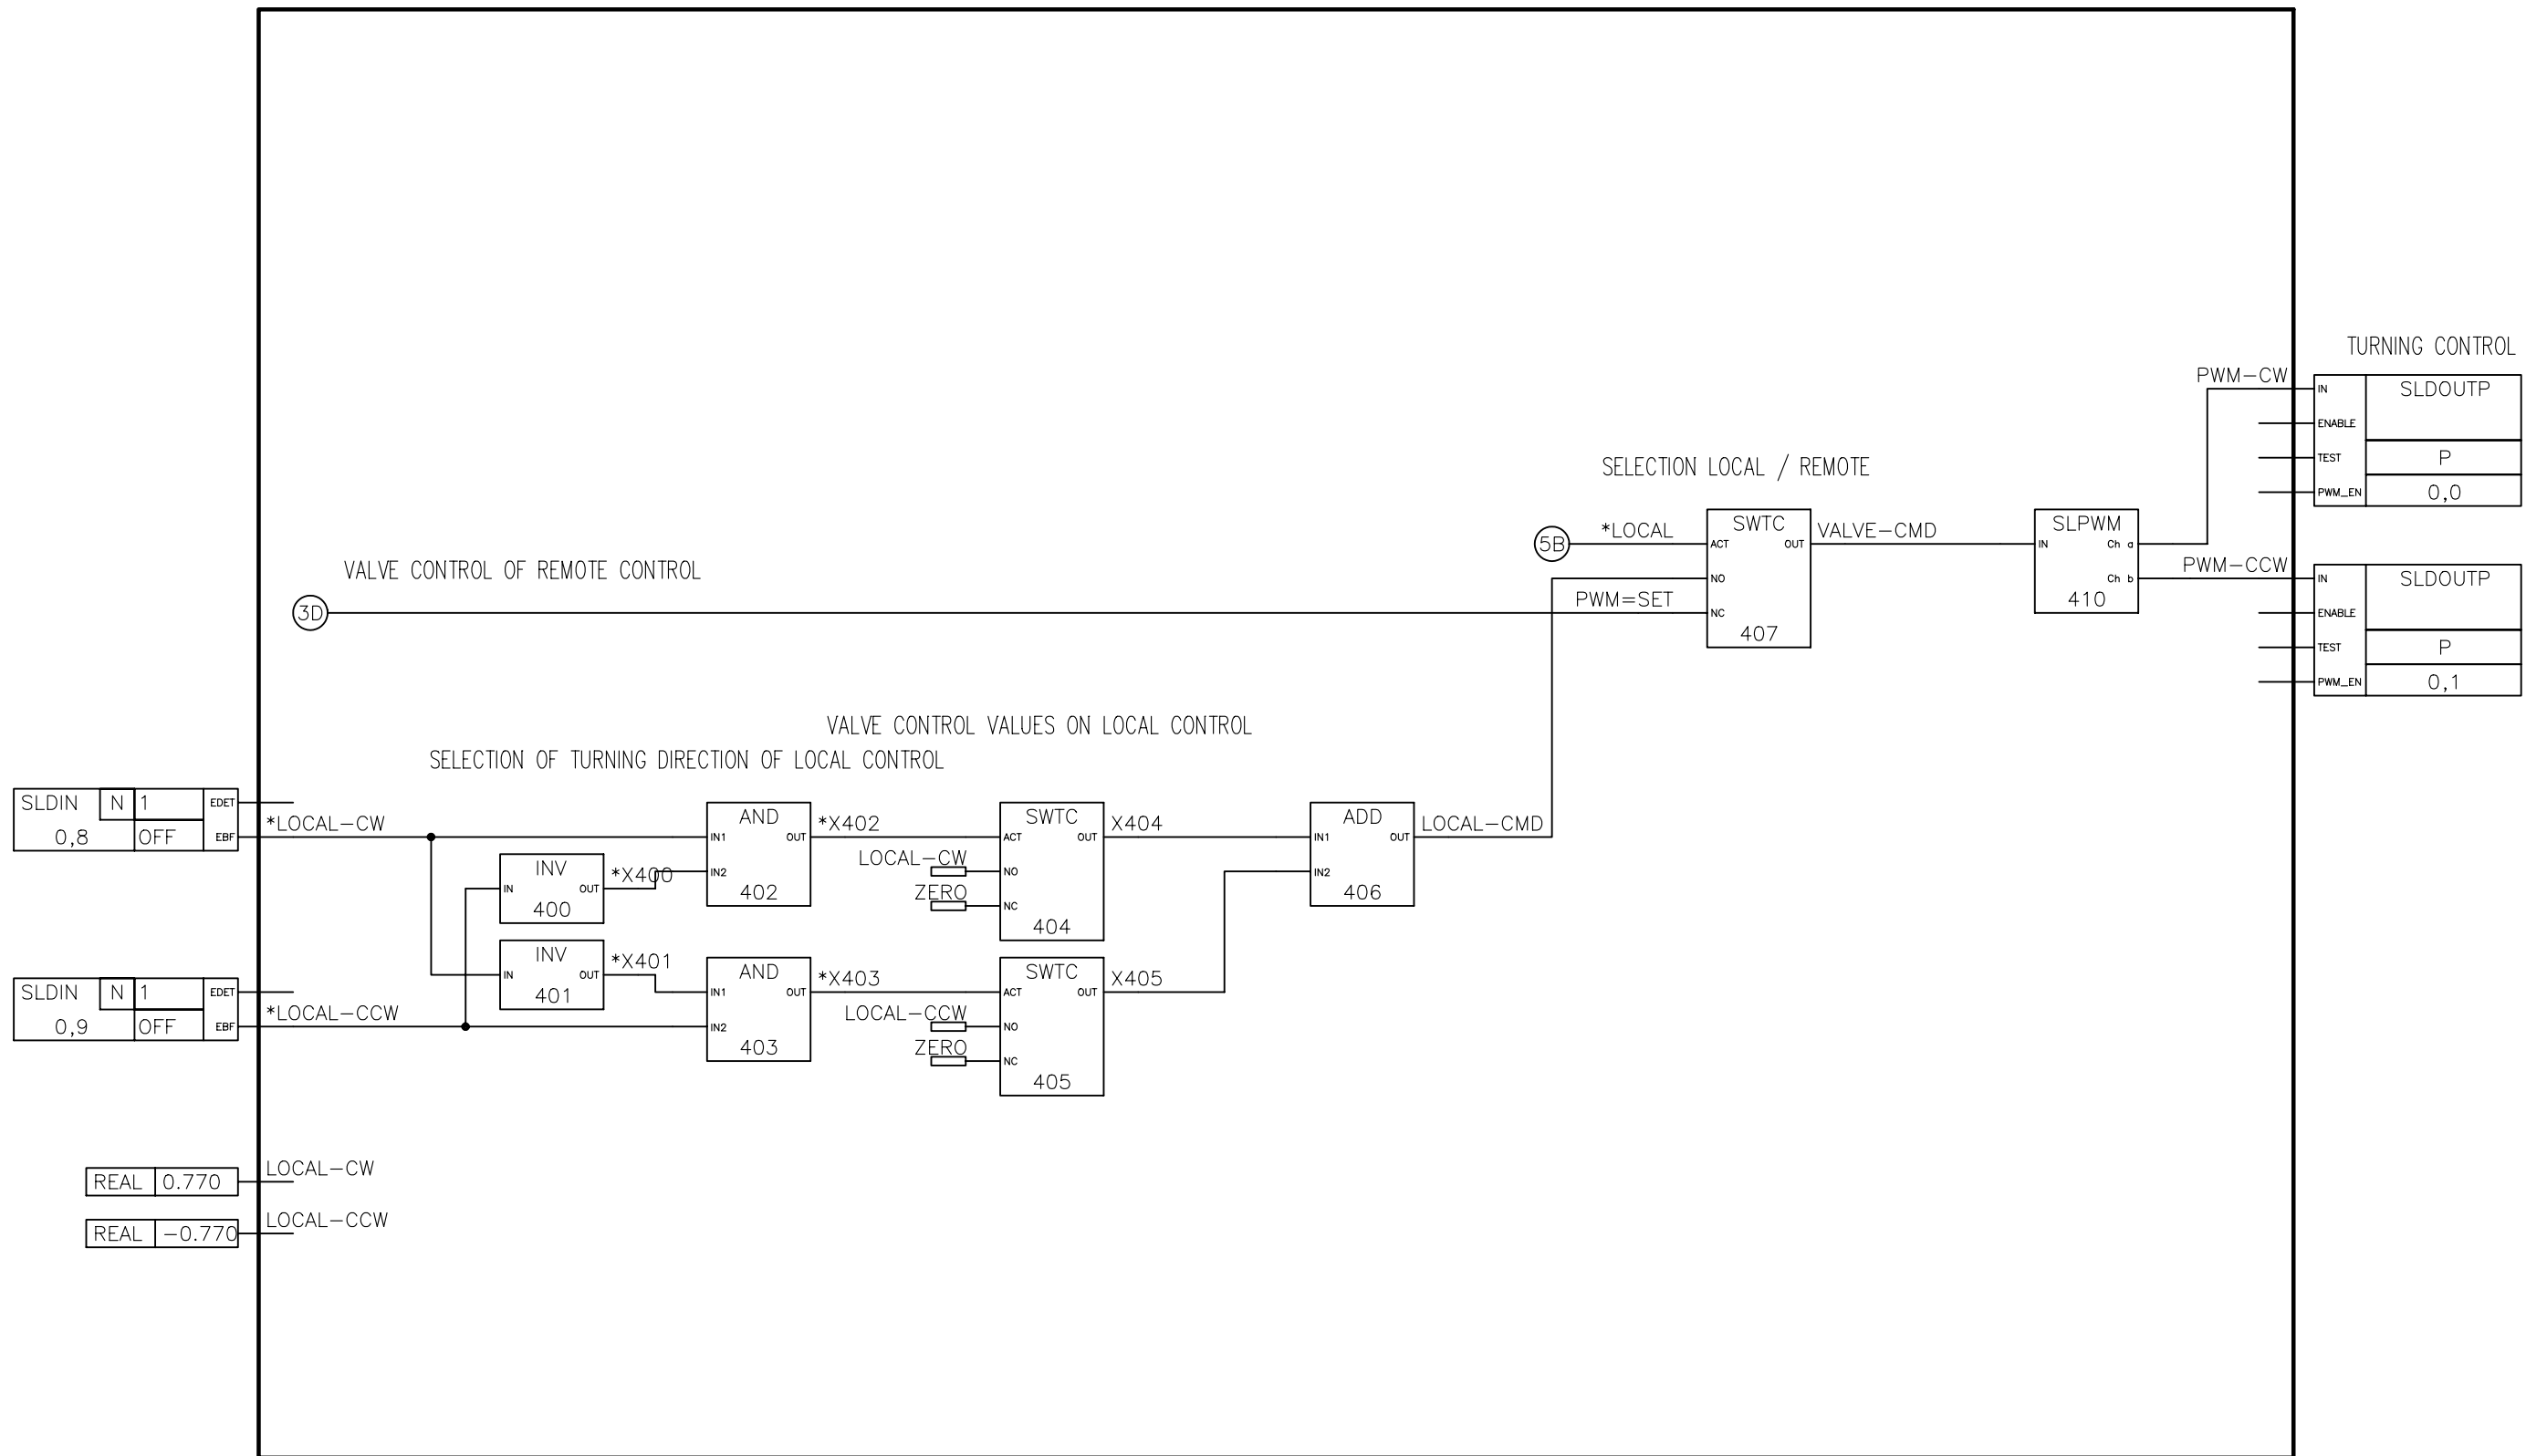 TURNING CONTROL
PWM-CW
IN SLDOUTP
ENABLE
TEST P
PWM_EN 0,0
SELECTION LOCAL / REMOTE
5B *LOCAL
SWTC
ACT OUT
NO
NC
407
VALVE-CMD
SLPWM
IN Ch a
Ch b
410
PWM-CCW
IN SLDOUTP
ENABLE
TEST P
PWM_EN 0,1
VALVE CONTROL OF REMOTE CONTROL
3D
PWM=SET
VALVE CONTROL VALUES ON LOCAL CONTROL
SELECTION OF TURNING DIRECTION OF LOCAL CONTROL
SLDIN N 1 EDET
0,8 OFF EBF
*LOCAL-CW
INV
IN OUT
400
*X400
AND
IN1 OUT
IN2
402
*X402
LOCAL-CW
ZERO
SWTC
ACT OUT
NO
NC
404
X404
ADD
IN1 OUT
IN2
406
LOCAL-CMD
SLDIN N 1 EDET
0,9 OFF EBF
*LOCAL-CCW
INV
IN OUT
401
*X401
AND
IN1 OUT
IN2
403
*X403
LOCAL-CCW
ZERO
SWTC
ACT OUT
NO
NC
405
X405
REAL 0.770
LOCAL-CW
REAL -0.770
LOCAL-CCW